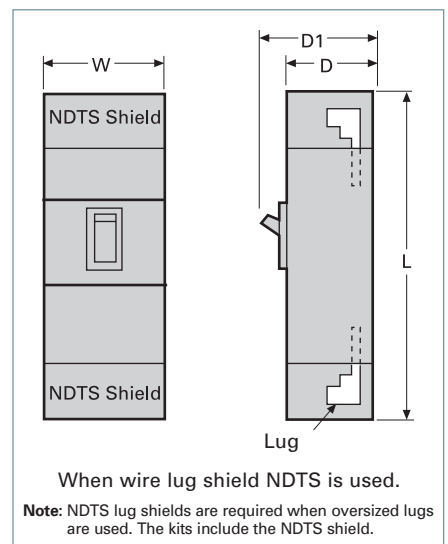 D1
W
D
NDTS Shield
L
NDTS Shield
Lug
When wire lug shield NDTS is used.
Note: NDTS lug shields are required when oversized lugs
are used. The kits include the NDTS shield.